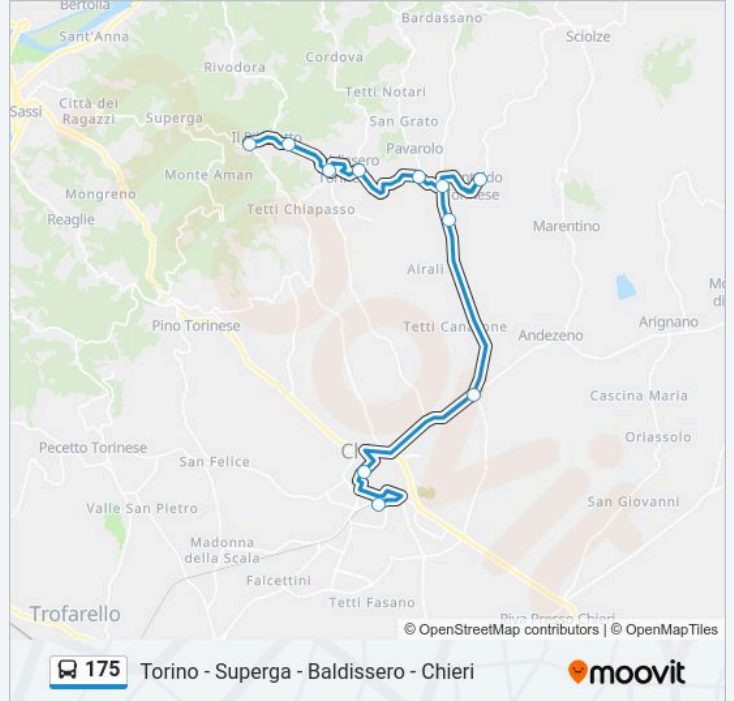 Bertolla
Bardassano
Sant'Anna
Sciolze
Cordova
Rivodora
Tetti Notari
Città dei
Ragazzi
Sassi
Superga
San Grato
Pavarolo
Monte Aman
Mongreno
Tetti Chiapasso
Reaglie
Marentino
Airali
Pino Torinese
Arignano
Andezeno
Cascina Maria
Oriassolo
Pecetto Torinese
San Felice
Valle San Pietro
San Giovanni
Madonna
della Scala
Falcettini
Tetti Fasano
Trofarello
Riva Presso Chieri
© OpenStreetMap contributors | © OpenMapTiles
175 Torino - Superga - Baldissero - Chieri
moovit